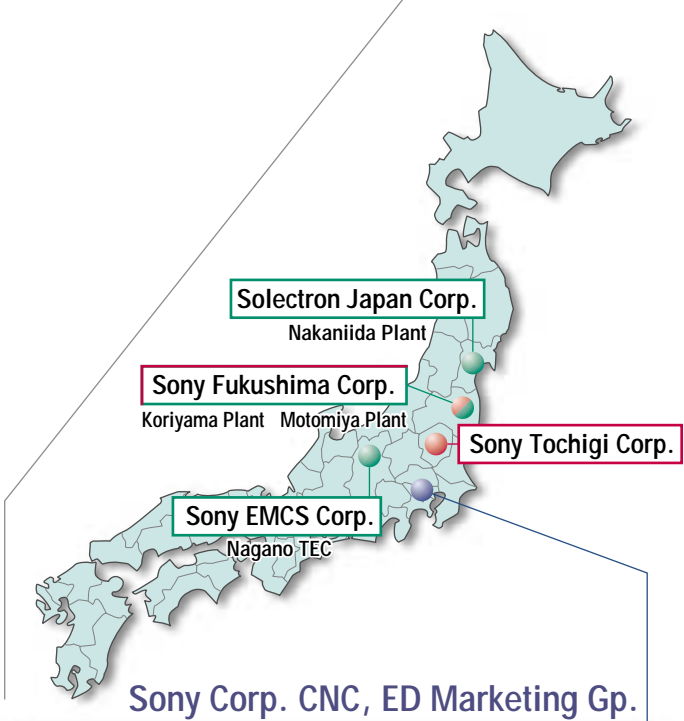 Solectron Japan Corp.
Nakaniida Plant
Sony Fukushima Corp.
Koriyama Plant Motomiya Plant
Sony Tochigi Corp.
Sony EMCS Corp.
Nagano TEC
Sony Corp. CNC, ED Marketing Gp.